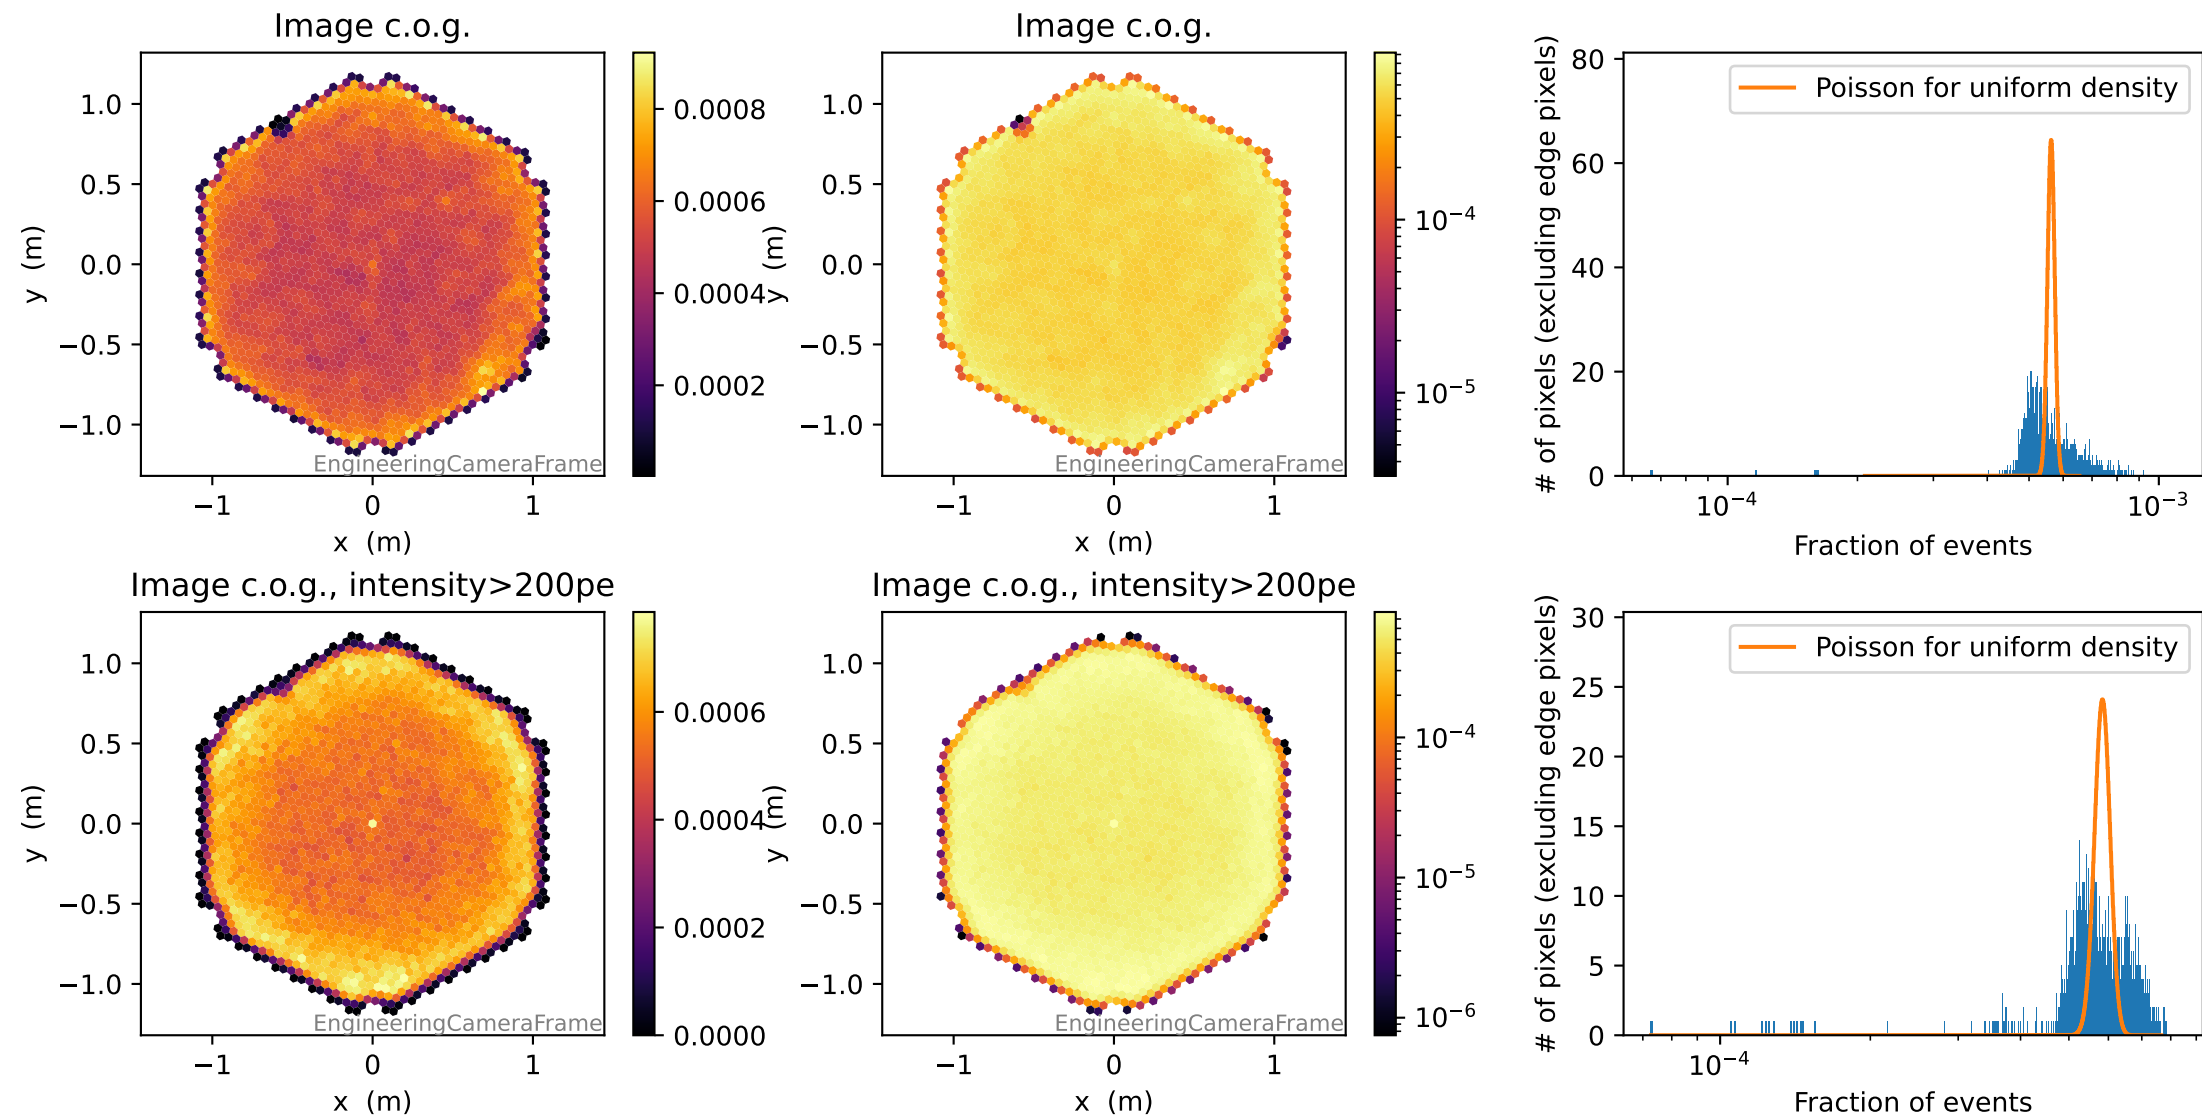 Image c.o.g.
y (m)
1.0
0.5
0.0
−0.5
−1.0
−1 0 1
x (m)
EngineeringCameraFrame
0.0008
0.0006
0.0004
0.0002
Image c.o.g.
y (m)
1.0
0.5
0.0
−0.5
−1.0
−1 0 1
x (m)
EngineeringCameraFrame
10⁻⁴
10⁻⁵
# of pixels (excluding edge pixels)
80
60
40
20
0
Poisson for uniform density
10⁻⁴ 10⁻³
Fraction of events
Image c.o.g., intensity>200pe
y (m)
1.0
0.5
0.0
−0.5
−1.0
−1 0 1
x (m)
EngineeringCameraFrame
0.0006
0.0004
0.0002
0.0000
Image c.o.g., intensity>200pe
y (m)
1.0
0.5
0.0
−0.5
−1.0
−1 0 1
x (m)
EngineeringCameraFrame
10⁻⁴
10⁻⁵
10⁻⁶
# of pixels (excluding edge pixels)
30
25
20
15
10
5
0
Poisson for uniform density
10⁻⁴
Fraction of events